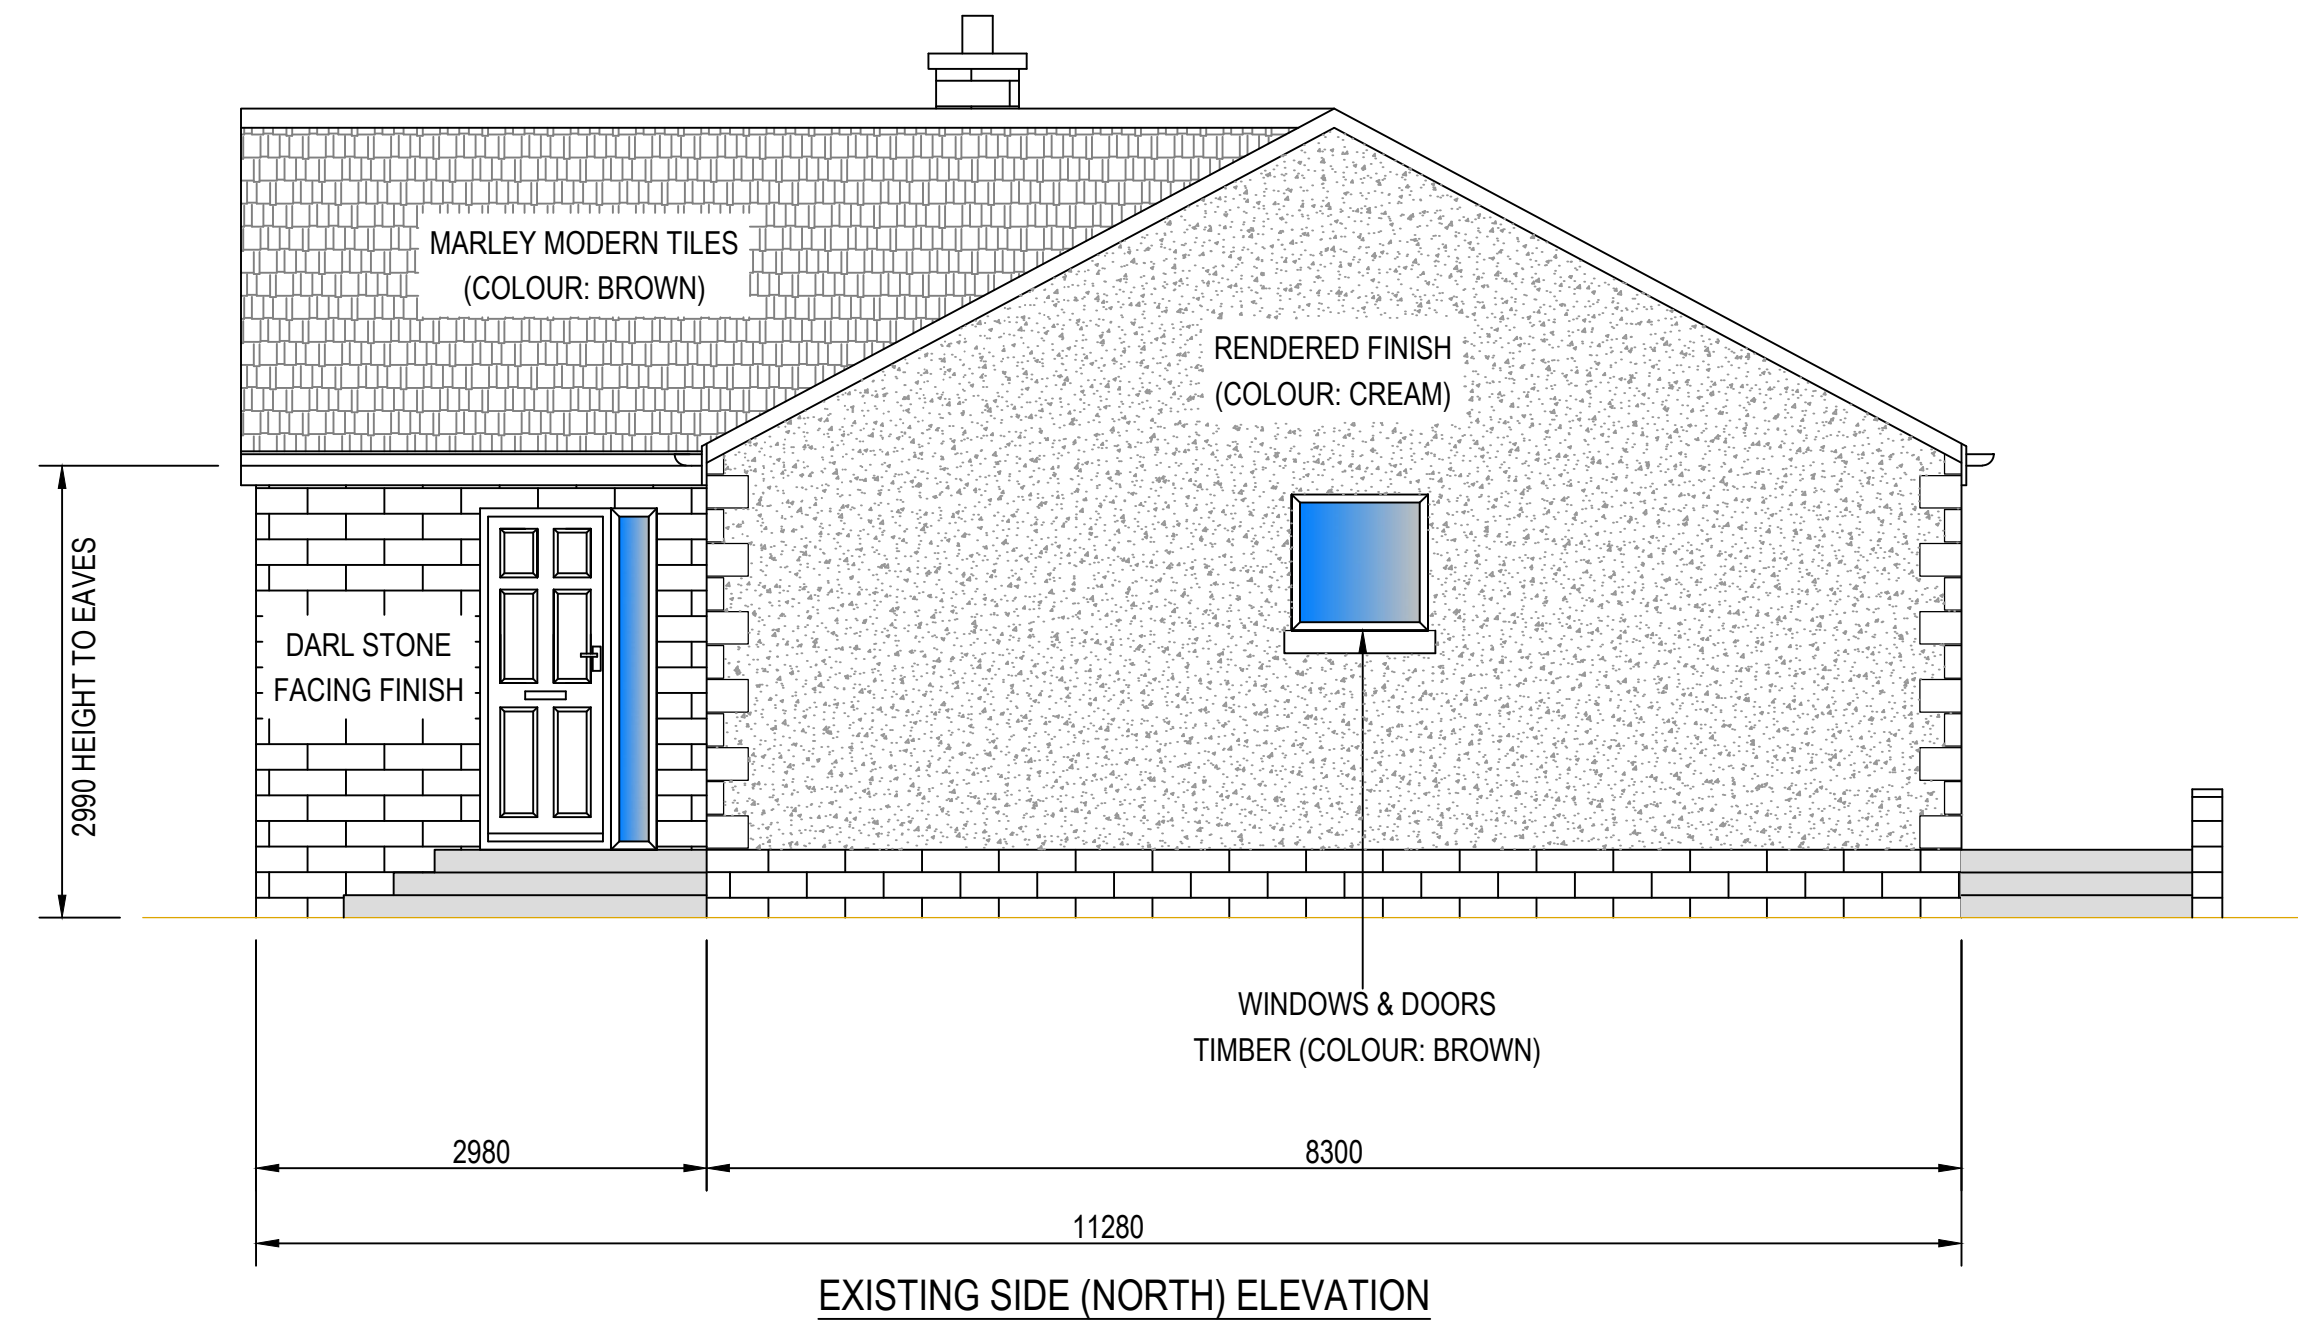 MARLEY MODERN TILES
(COLOUR: BROWN)
RENDERED FINISH
(COLOUR: CREAM)
2990 HEIGHT TO EAVES
DARL STONE
FACING FINISH
WINDOWS & DOORS
TIMBER (COLOUR: BROWN)
2980
8300
11280
EXISTING SIDE (NORTH) ELEVATION